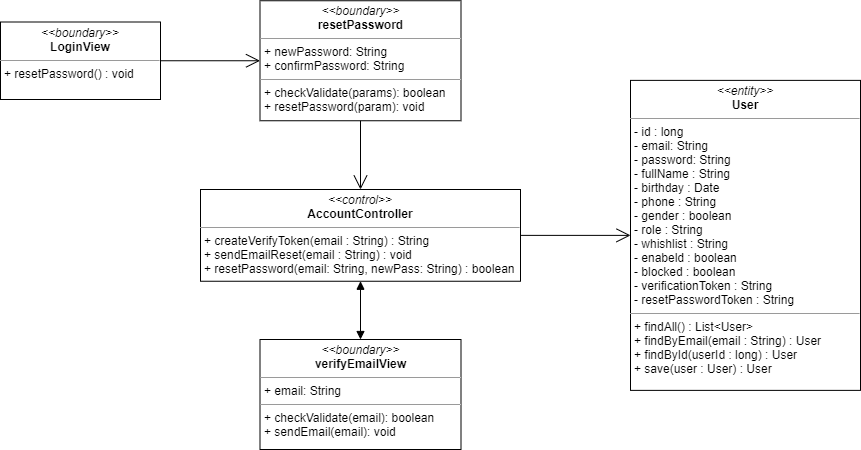 <<boundary>>
LoginView
+ resetPassword() : void
<<boundary>>
resetPassword
+ newPassword: String
+ confirmPassword: String
+ checkValidate(params): boolean
+ resetPassword(param): void
<<control>>
AccountController
+ createVerifyToken(email : String) : String
+ sendEmailReset(email : String) : void
+ resetPassword(email: String, newPass: String) : boolean
<<boundary>>
verifyEmailView
+ email: String
+ checkValidate(email): boolean
+ sendEmail(email): void
<<entity>>
User
- id : long
- email: String
- password: String
- fullName : String
- birthday : Date
- phone : String
- gender : boolean
- role : String
- whishlist : String
- enabeld : boolean
- blocked : boolean
- verificationToken : String
- resetPasswordToken : String
+ findAll() : List<User>
+ findByEmail(email : String) : User
+ findById(userId : long) : User
+ save(user : User) : User